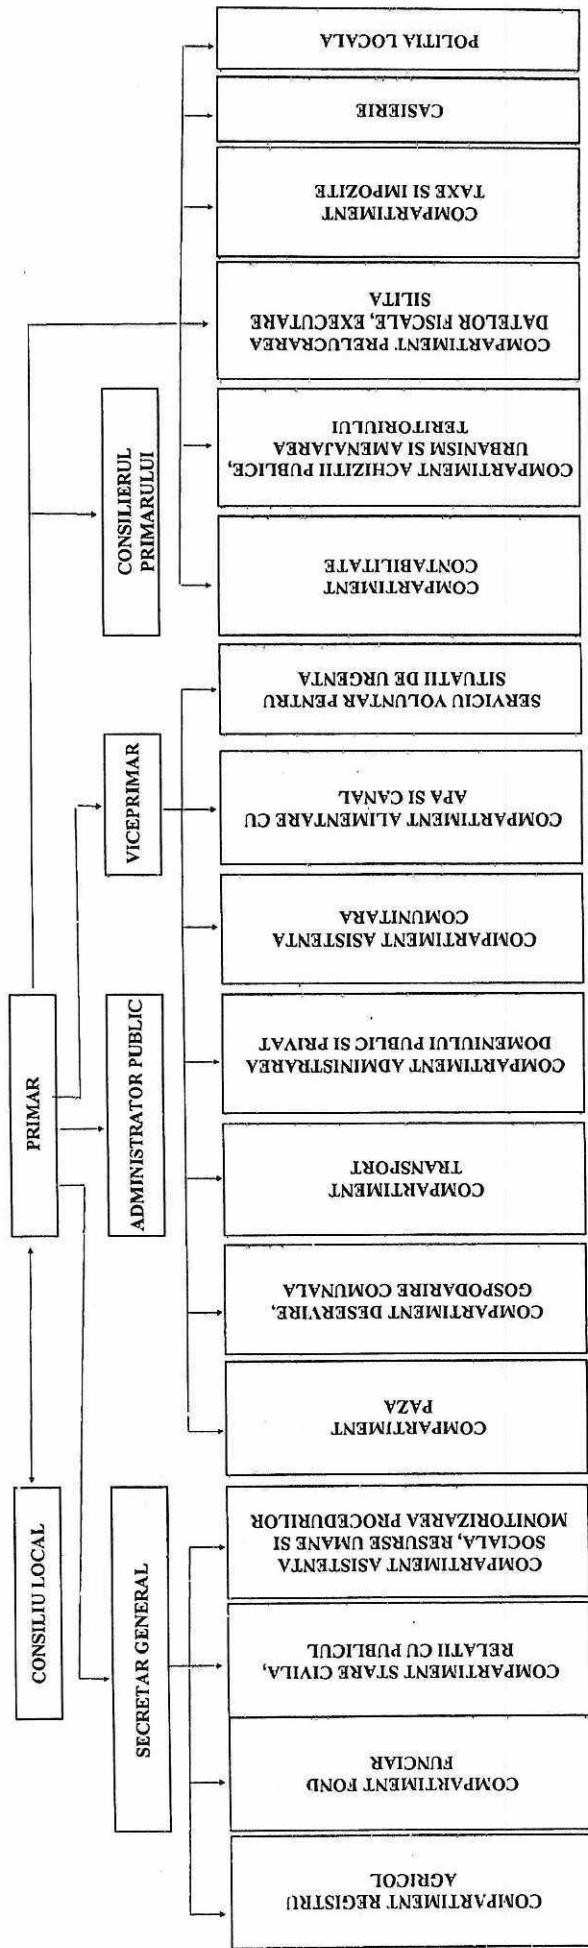 CONSILIU LOCAL
PRIMAR
SECRETAR GENERAL
ADMINISTRATOR PUBLIC
VICEPRIMAR
CONSILIERUL
PRIMARULUI
COMPARTIMENT REGISTRU
AGRICOL
COMPARTIMENT FOND
FUNCIAR
COMPARTIMENT STARE CIVILA,
RELATII CU PUBLICUL
COMPARTIMENT ASISTENTA
SOCIALA, RESURSE UMANE SI
MONITORIZAREA PROCEDURILOR
COMPARTIMENT
PAZA
COMPARTIMENT DESERVIRE,
GOSPODARIRE COMUNALA
COMPARTIMENT
TRANSPORT
COMPARTIMENT ADMINISTRAREA
DOMENIULUI PUBLIC SI PRIVAT
COMPARTIMENT ASISTENTA
COMUNITARA
COMPARTIMENT ALIMENTARE CU
APA SI CANAL
SERVICIU VOLUNTAR PENTRU
SITUATII DE URGENTA
COMPARTIMENT
CONTABILITATE
COMPARTIMENT ACHIZITII PUBLICE,
URBANISM SI AMENAJAREA
TERITORIULUI
COMPARTIMENT PRELUCRAREA
DATELOR FISCALE, EXECUTARE
SILITA
COMPARTIMENT
TAXE SI IMPOZITE
CASIERIE
POLITIA LOCALA